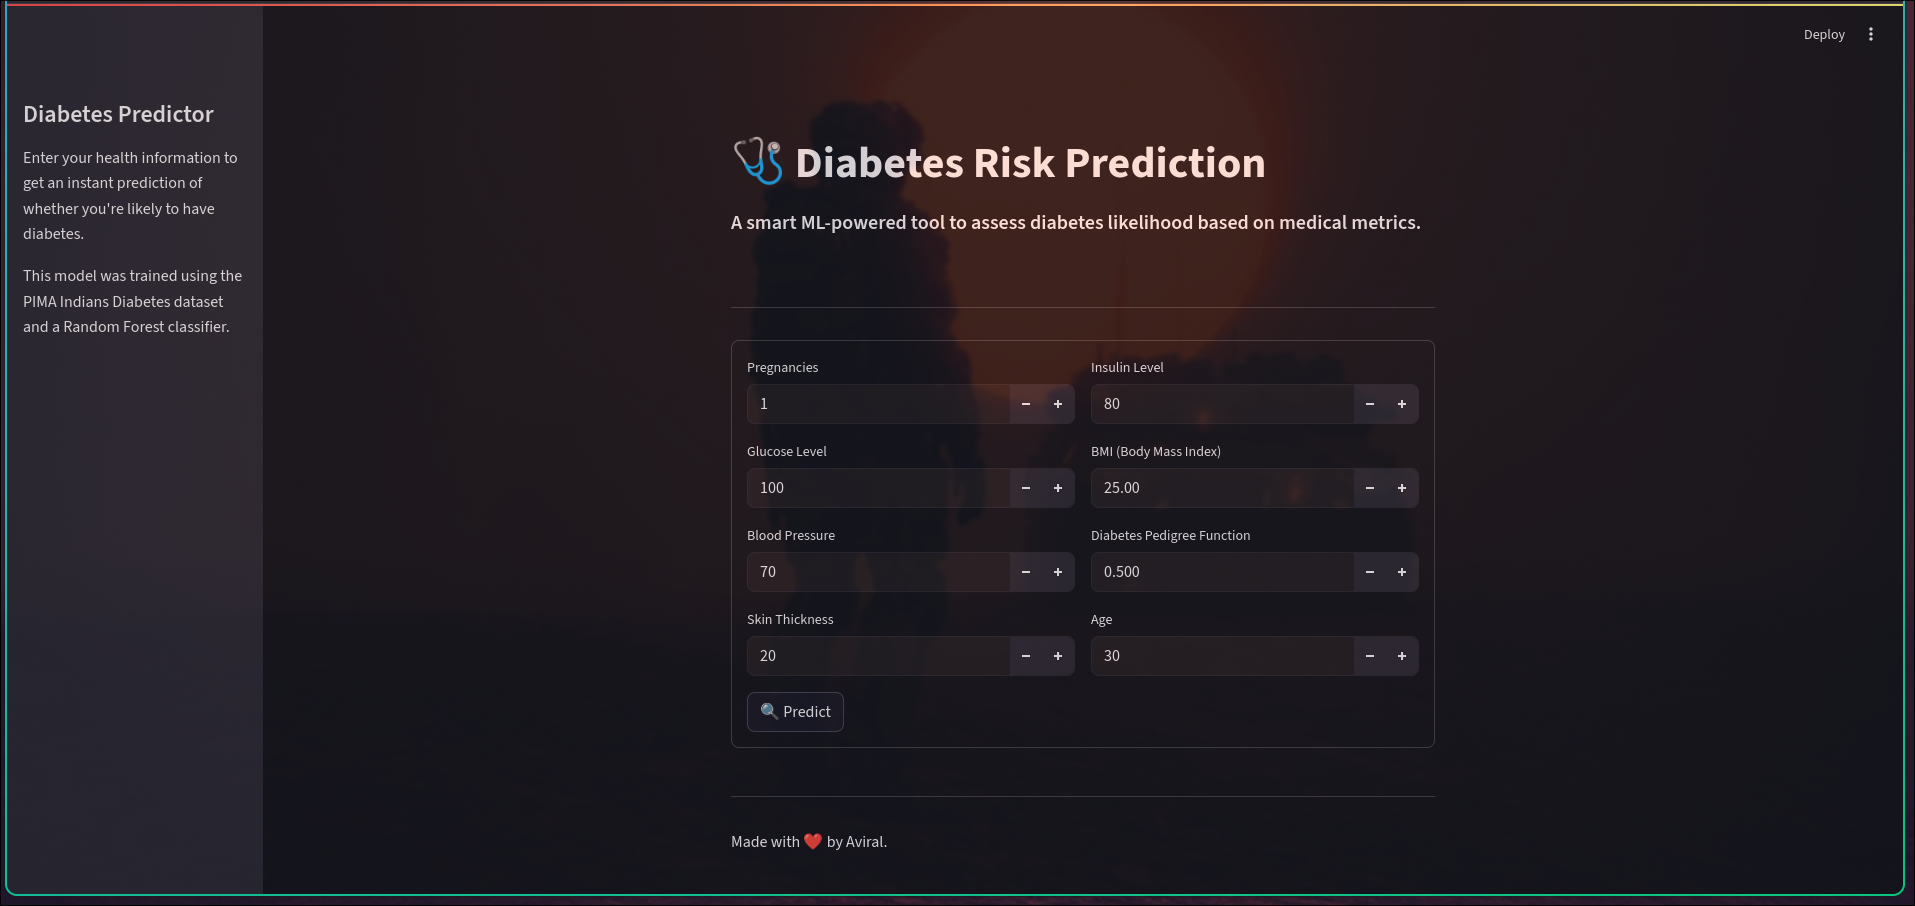 Deploy
Diabetes Predictor
Enter your health information to
get an instant prediction of
whether you're likely to have
diabetes.
This model was trained using the
PIMA Indians Diabetes dataset
and a Random Forest classifier.
🩺 Diabetes Risk Prediction
A smart ML-powered tool to assess diabetes likelihood based on medical metrics.
Pregnancies
1
Glucose Level
100
Blood Pressure
70
Skin Thickness
20
Insulin Level
80
BMI (Body Mass Index)
25.00
Diabetes Pedigree Function
0.500
Age
30
🔍 Predict
Made with ❤️ by Aviral.